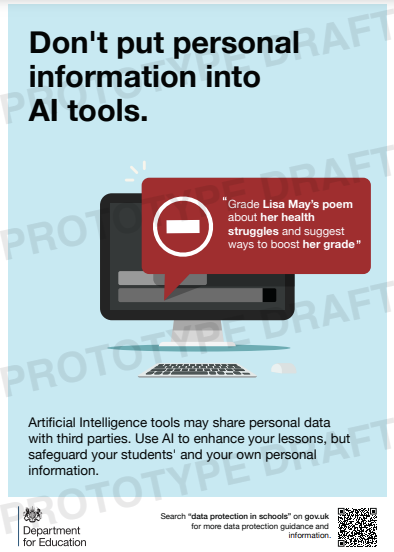 Don't put personal
information into
AI tools.
PROTOTYPE DRAFT
PROTOTYPE DRAFT
"Grade Lisa May's poem
about her health
struggles and suggest
ways to boost her grade"
PROTOTYPE DRAFT
Artificial Intelligence tools may share personal data
with third parties. Use AI to enhance your lessons, but
safeguard your students' and your own personal
information.
PROTOTYPE DRAFT
Department
for Education
Search "data protection in schools" on gov.uk
for more data protection guidance and
information.